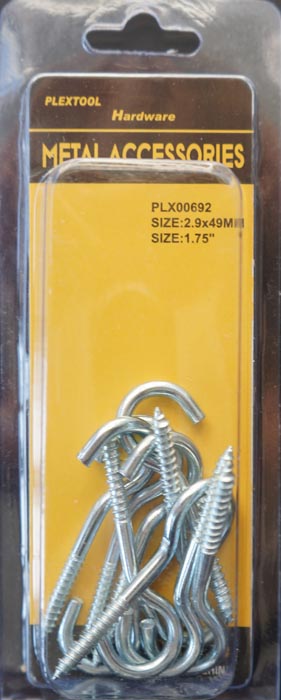 PLEXTOOL
Hardware
METAL ACCESSORIES
PLX00692
SIZE:2.9x49MM
SIZE:1.75"